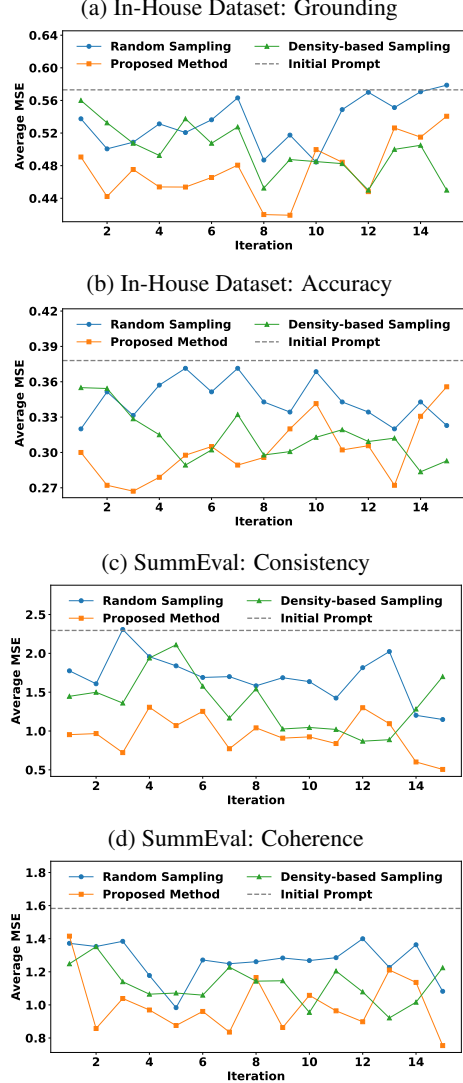 (a) In-House Dataset: Grounding
0.64
0.60
0.56
0.52
0.48
0.44
Average MSE
Random Sampling
Density-based Sampling
Proposed Method
Initial Prompt
2 4 6 8 10 12 14
Iteration
(b) In-House Dataset: Accuracy
0.42
0.39
0.36
0.33
0.30
0.27
Average MSE
Random Sampling
Density-based Sampling
Proposed Method
Initial Prompt
2 4 6 8 10 12 14
Iteration
(c) SummEval: Consistency
2.5
2.0
1.5
1.0
0.5
Average MSE
Random Sampling
Density-based Sampling
Proposed Method
Initial Prompt
2 4 6 8 10 12 14
Iteration
(d) SummEval: Coherence
1.8
1.6
1.4
1.2
1.0
0.8
Average MSE
Random Sampling
Density-based Sampling
Proposed Method
Initial Prompt
2 4 6 8 10 12 14
Iteration